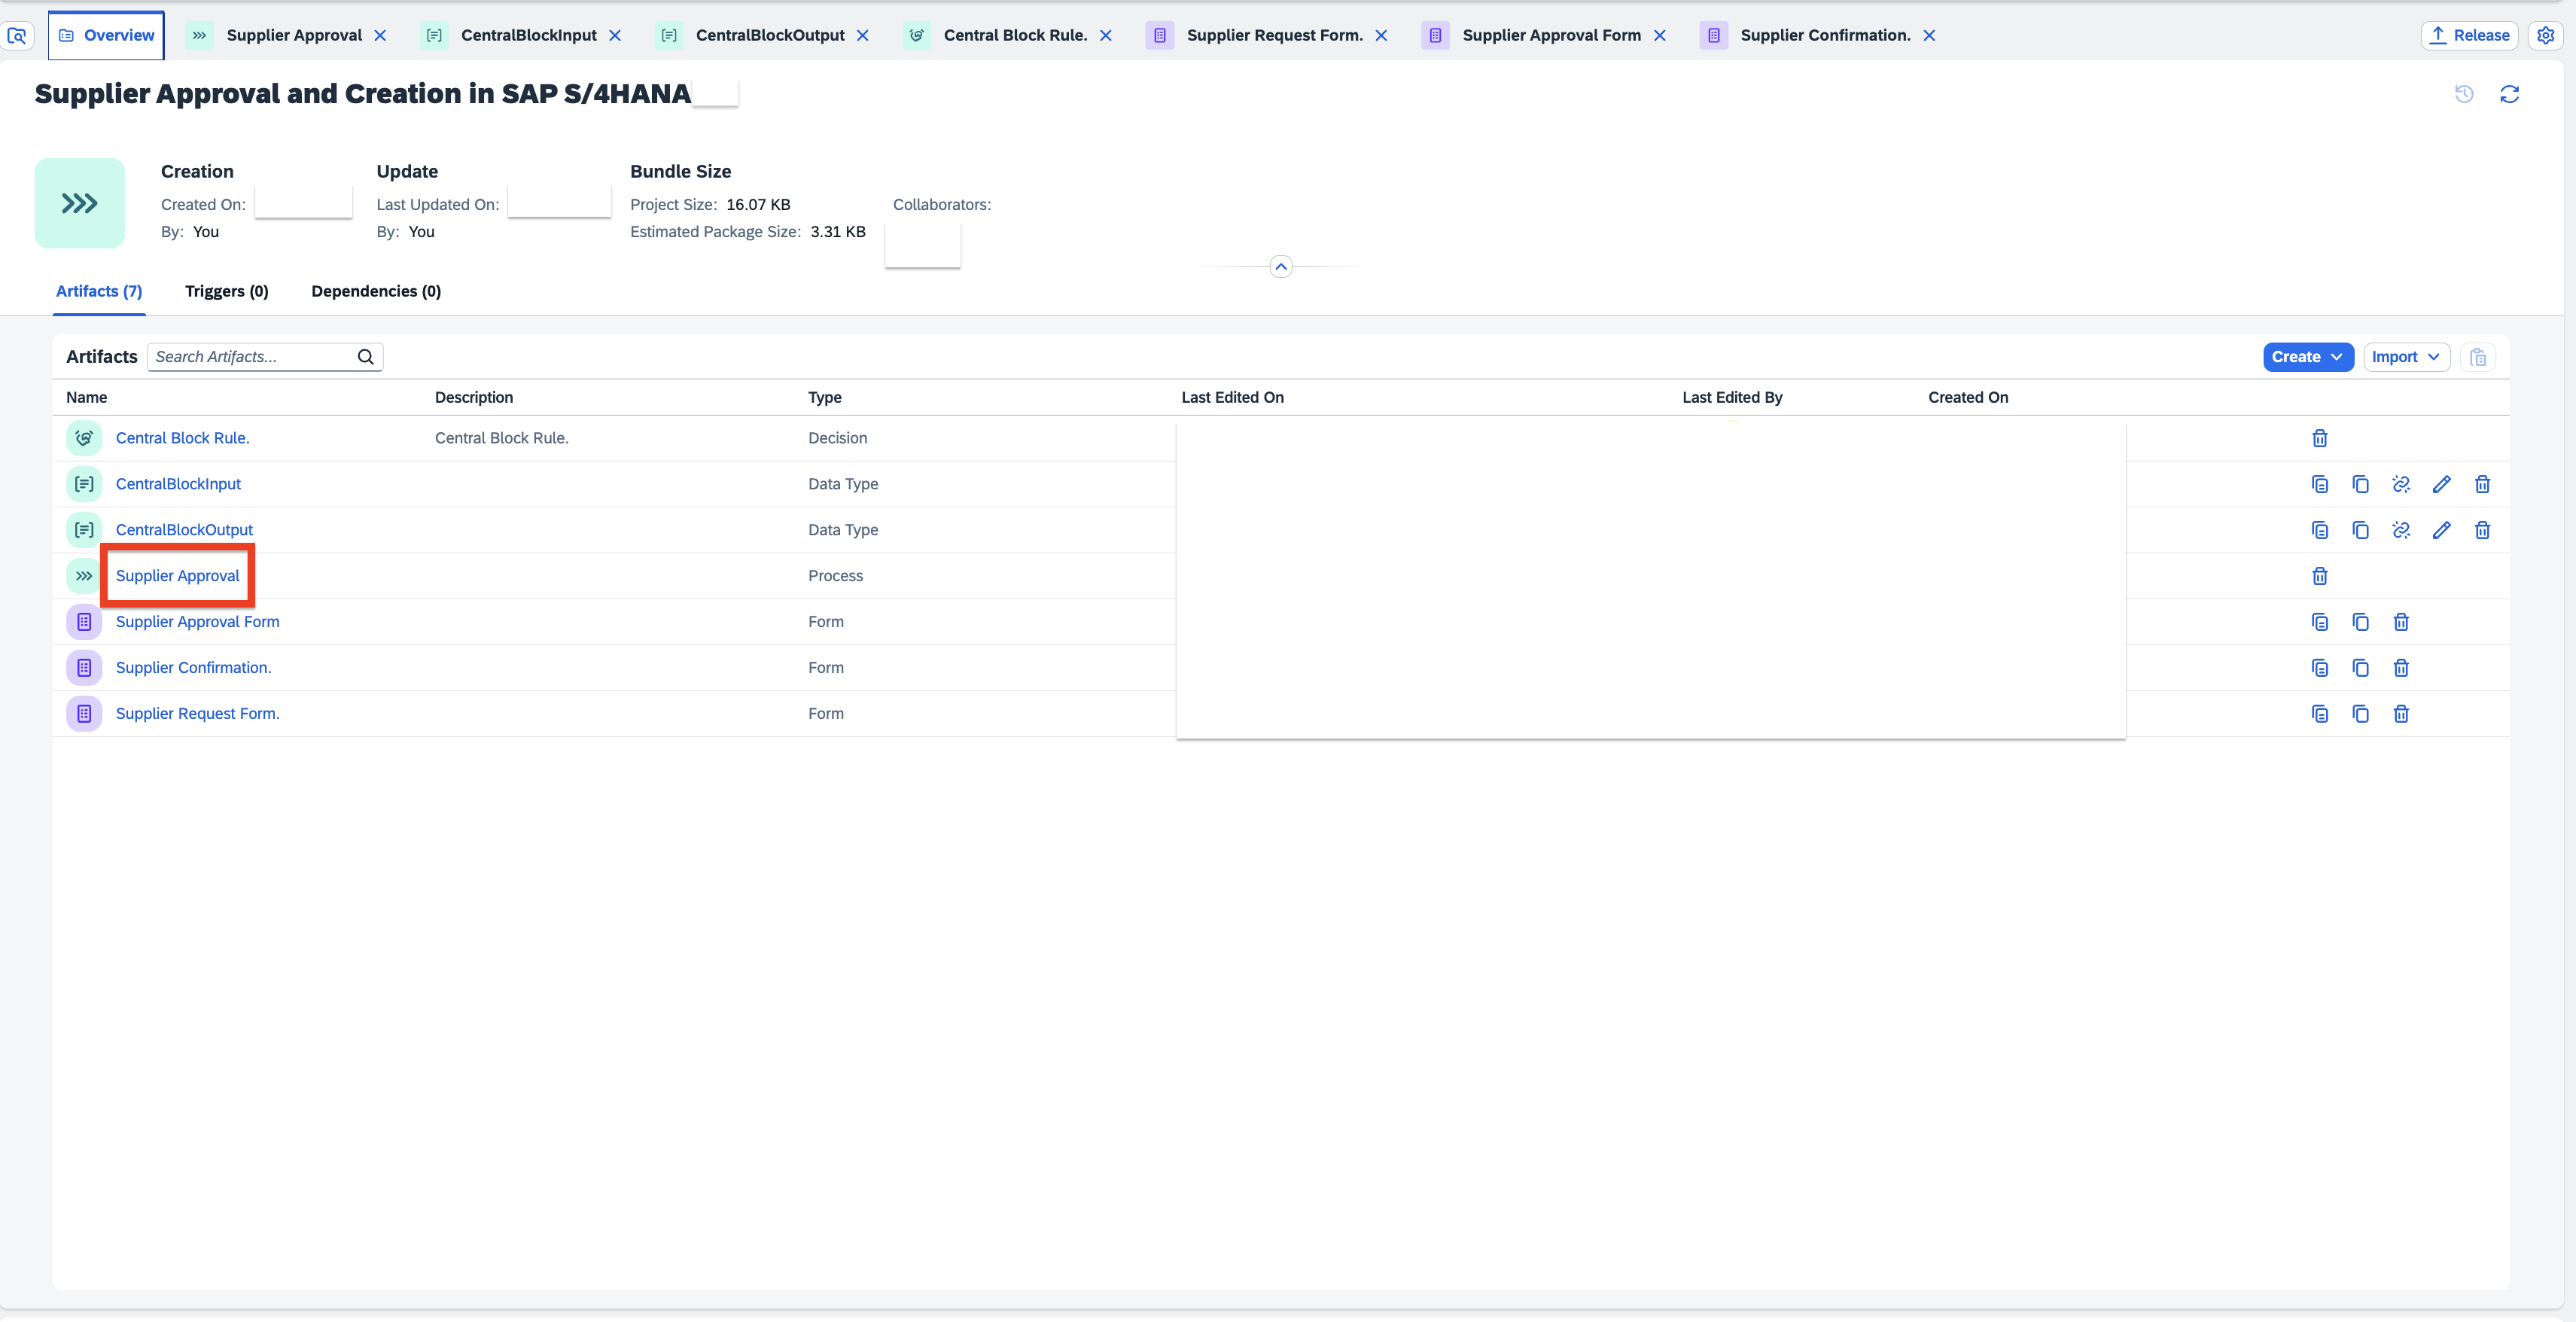 Overview Supplier Approval CentralBlockInput CentralBlockOutput Central Block Rule. Supplier Request Form. Supplier Approval Form Supplier Confirmation. Release
Supplier Approval and Creation in SAP S/4HANA
Creation Update Bundle Size
Created On: Last Updated On: Project Size: 16.07 KB Collaborators:
By: You By: You Estimated Package Size: 3.31 KB
Artifacts (7) Triggers (0) Dependencies (0)
Artifacts Search Artifacts... Create Import
Name Description Type Last Edited On Last Edited By Created On
Central Block Rule. Central Block Rule. Decision
CentralBlockInput Data Type
CentralBlockOutput Data Type
Supplier Approval Process
Supplier Approval Form Form
Supplier Confirmation. Form
Supplier Request Form. Form